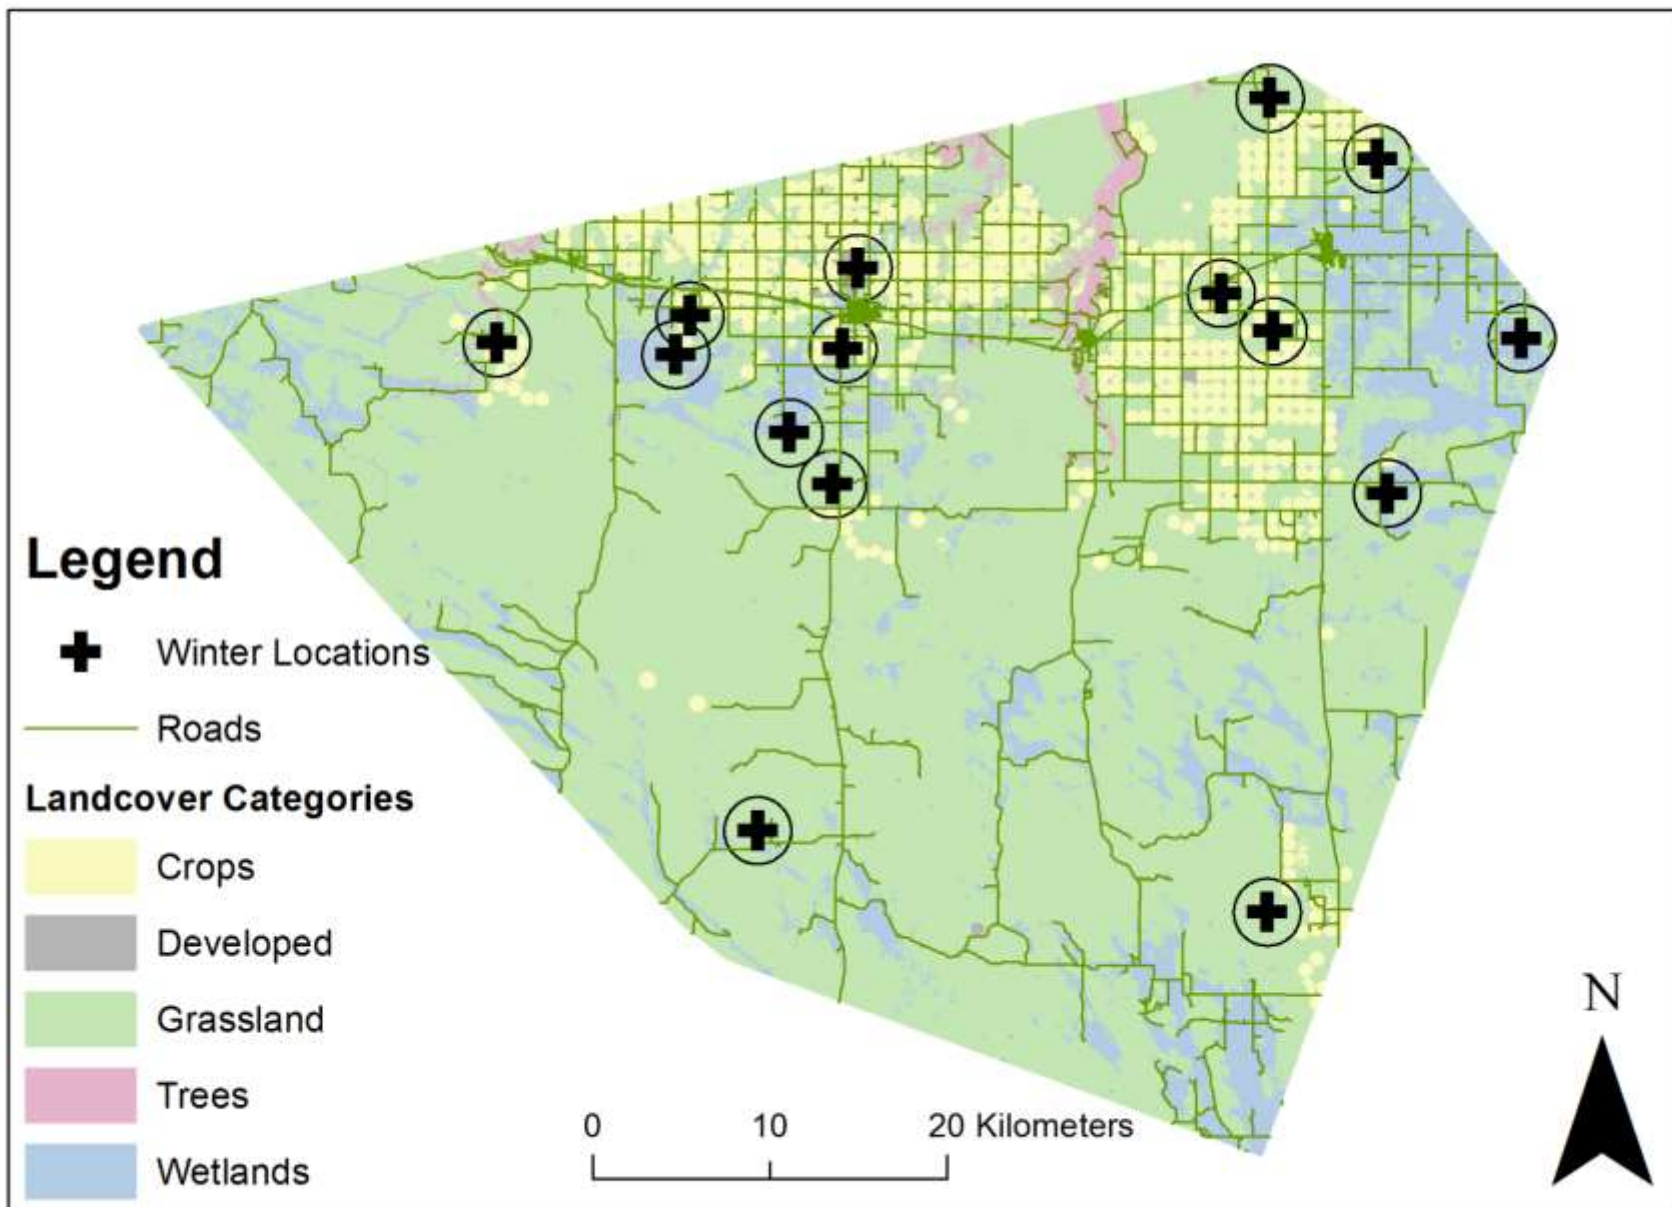 Legend
Winter Locations
Roads
Landcover Categories
Crops
Developed
Grassland
Trees
Wetlands
0 10 20 Kilometers
N